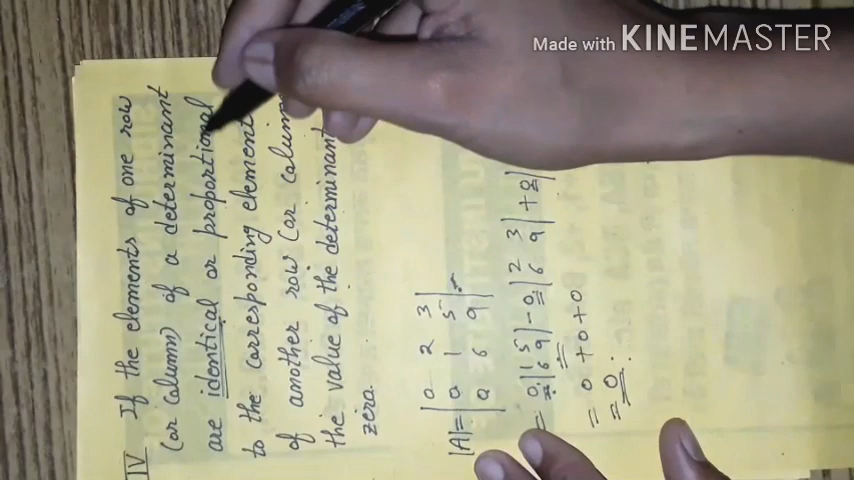 Made with KINEMASTER
IV If the elements of one row
(or column) of a determinant
are identical or proportional
to the corresponding element
of another row (or column
the value of the determinant
zero.
|A| = |0 2 3|
|0 1 5|
|0 6 9|
= 0 |1 5| - 0 |2 3| + 0 |
|6 9| |6 9|
= 0 + 0 + 0
= 0.